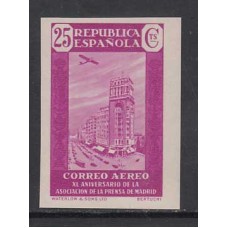 25
REPUBLICA
ESPAÑOLA
CTS
CORREO AEREO
XL ANIVERSARIO DE LA
ASOCIACION DE LA PRENSA DE MADRID
WATERLOW & SONS LTD
BERTUCHI